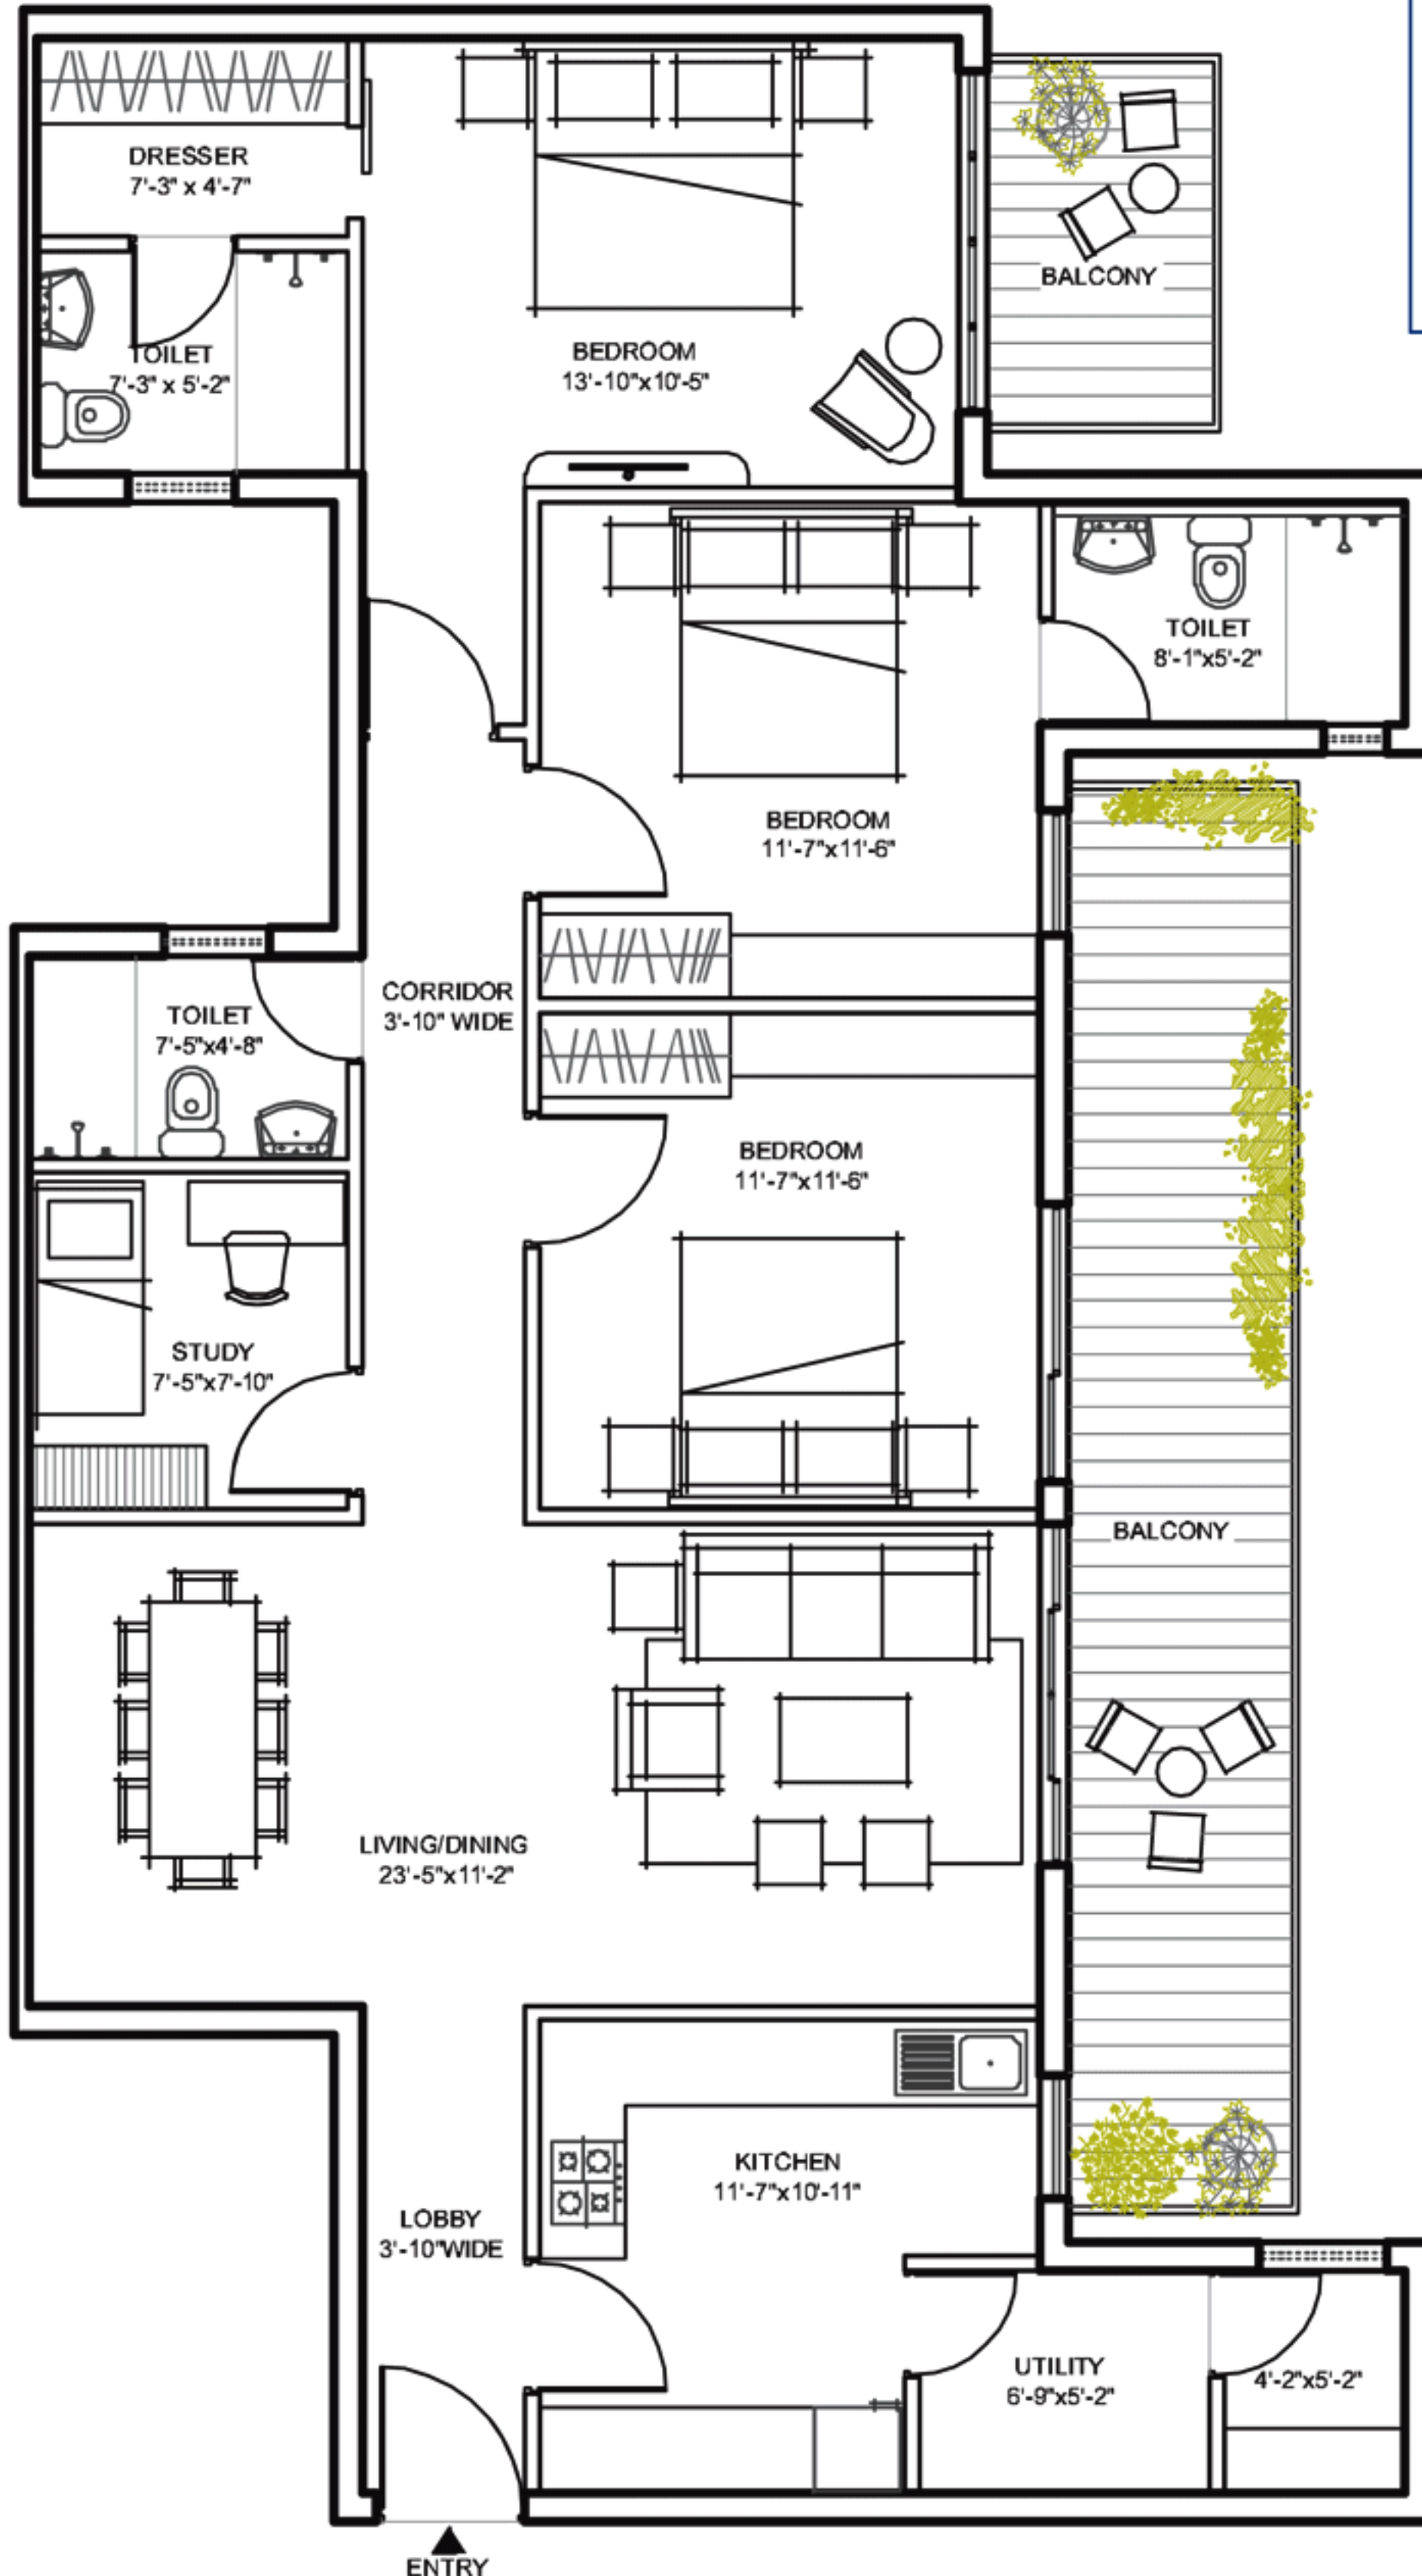 DRESSER
7'-3" x 4'-7"
BALCONY
TOILET
7'-3" x 5'-2"
BEDROOM
13'-10"x10'-5"
TOILET
8'-1"x5'-2"
BEDROOM
11'-7"x11'-6"
CORRIDOR
3'-10" WIDE
TOILET
7'-5"x4'-8"
BEDROOM
11'-7"x11'-6"
STUDY
7'-5"x7'-10"
BALCONY
LIVING/DINING
23'-5"x11'-2"
KITCHEN
11'-7"x10'-11"
LOBBY
3'-10"WIDE
UTILITY
6'-9"x5'-2"
4'-2"x5'-2"
ENTRY